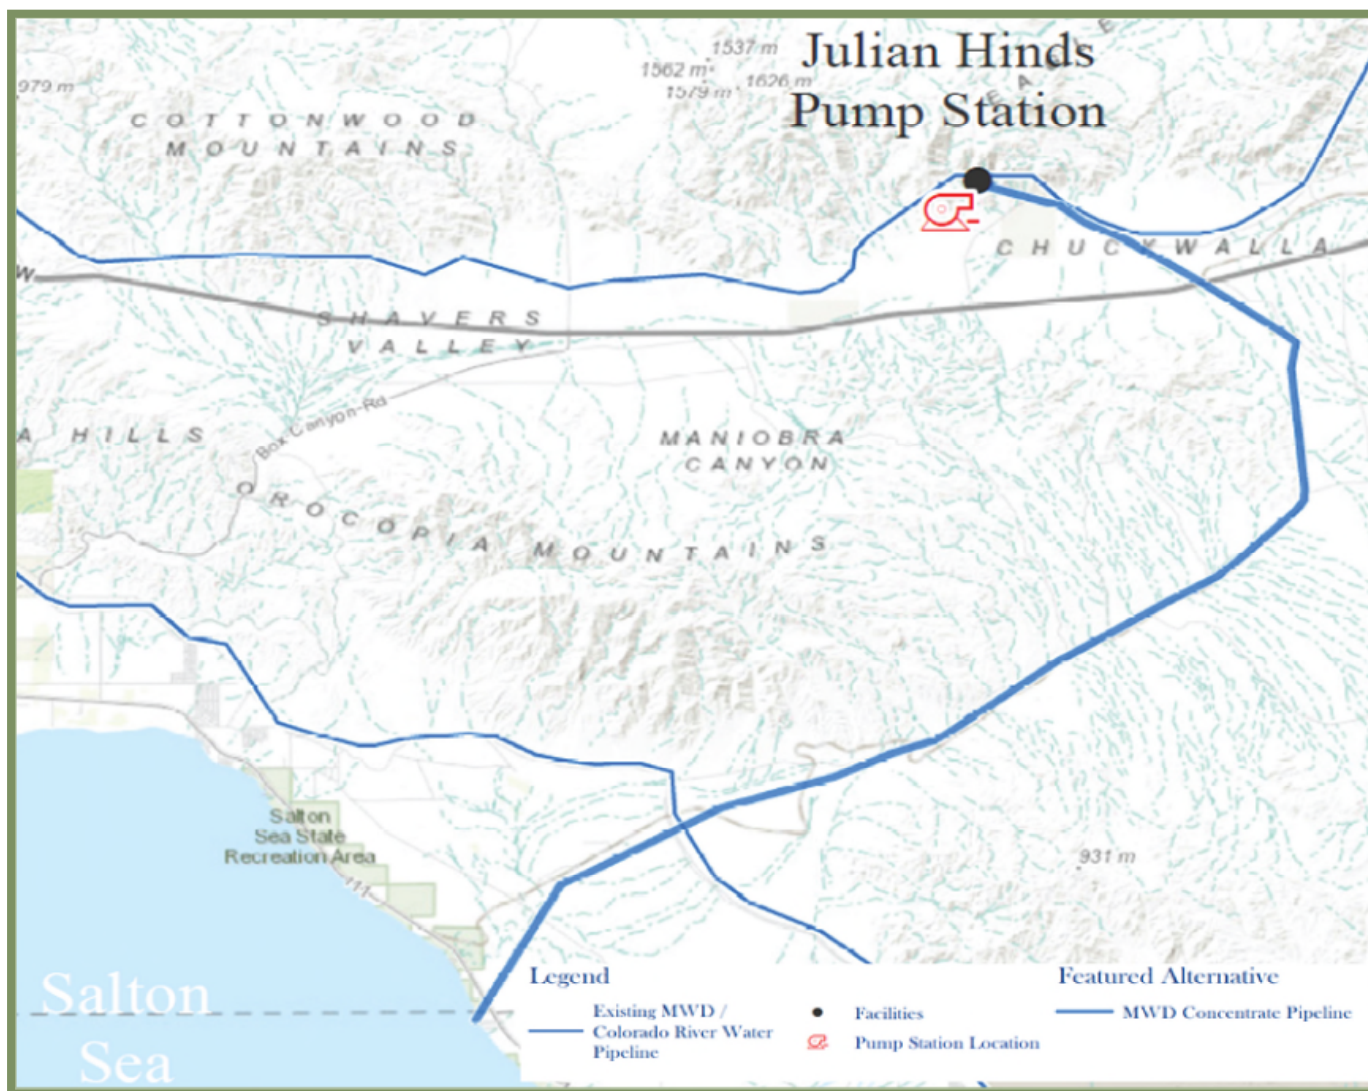 Julian Hinds
Pump Station
1537 m
1562 m
1626 m
1579 m
979 m
COTTONWOOD
MOUNTAINS
CHUCKWALLA
W
SHAVERS
VALLEY
Box Canyon-Rd
A HILLS
MANIOBRA
CANYON
OROCOPIA MOUNTAINS
Salton
Sea State
Recreation Area
111
931 m
Salton
Sea
Legend
Existing MWD /
Colorado River Water
Pipeline
Facilities
Pump Station Location
Featured Alternative
MWD Concentrate Pipeline